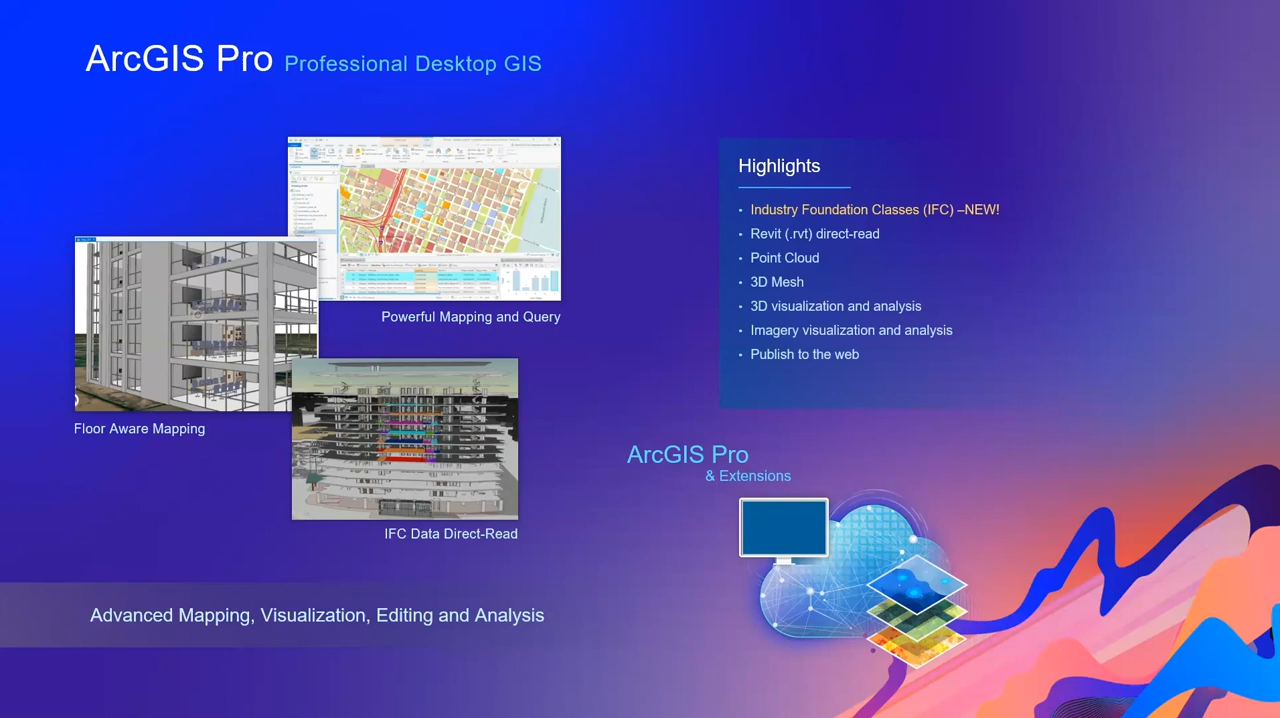 ArcGIS Pro Professional Desktop GIS
Powerful Mapping and Query
Floor Aware Mapping
IFC Data Direct-Read
Advanced Mapping, Visualization, Editing and Analysis
Highlights
Industry Foundation Classes (IFC) –NEW!
• Revit (.rvt) direct-read
• Point Cloud
• 3D Mesh
• 3D visualization and analysis
• Imagery visualization and analysis
• Publish to the web
ArcGIS Pro
& Extensions